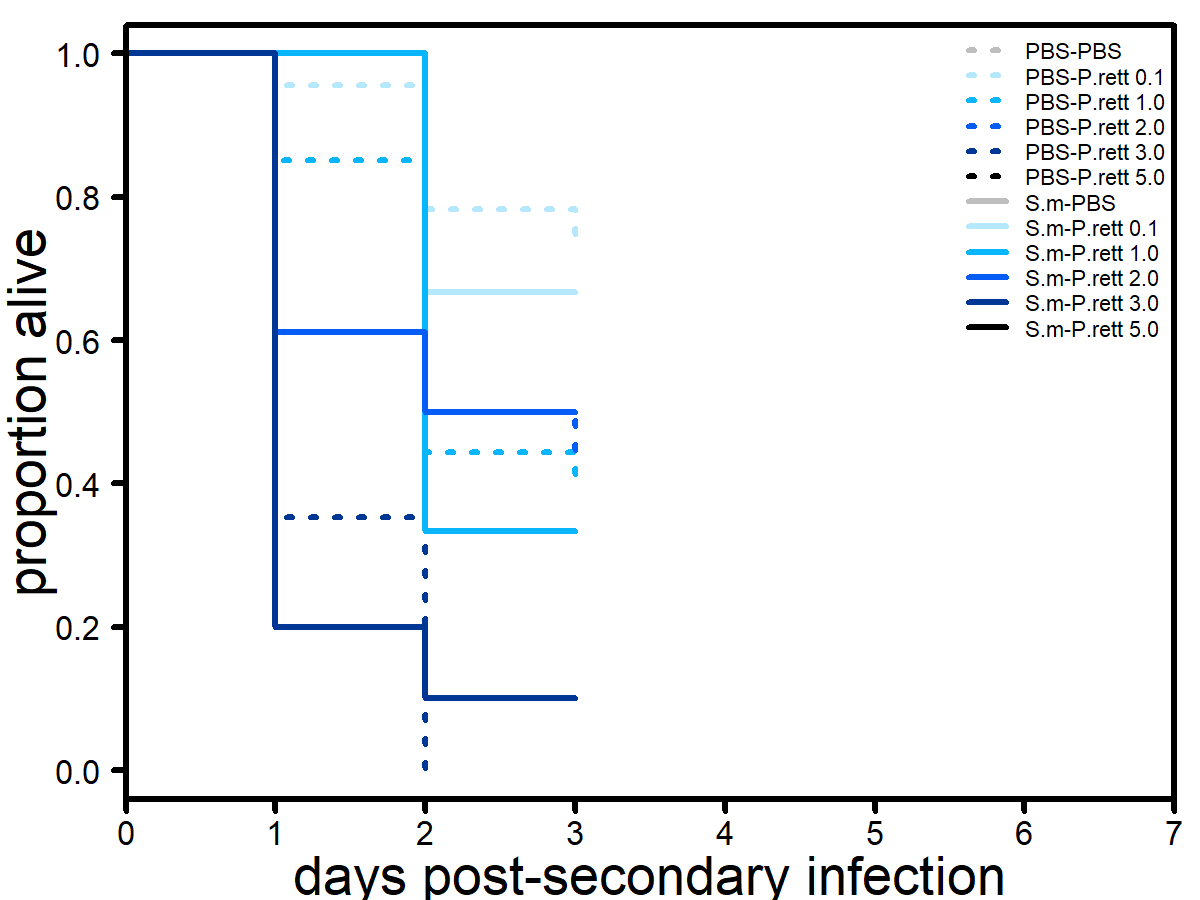 PBS-PBS
PBS-P.rett 0.1
PBS-P.rett 1.0
PBS-P.rett 2.0
PBS-P.rett 3.0
PBS-P.rett 5.0
S.m-PBS
S.m-P.rett 0.1
S.m-P.rett 1.0
S.m-P.rett 2.0
S.m-P.rett 3.0
S.m-P.rett 5.0
proportion alive
1.0
0.8
0.6
0.4
0.2
0.0
0 1 2 3 4 5 6 7
days post-secondary infection